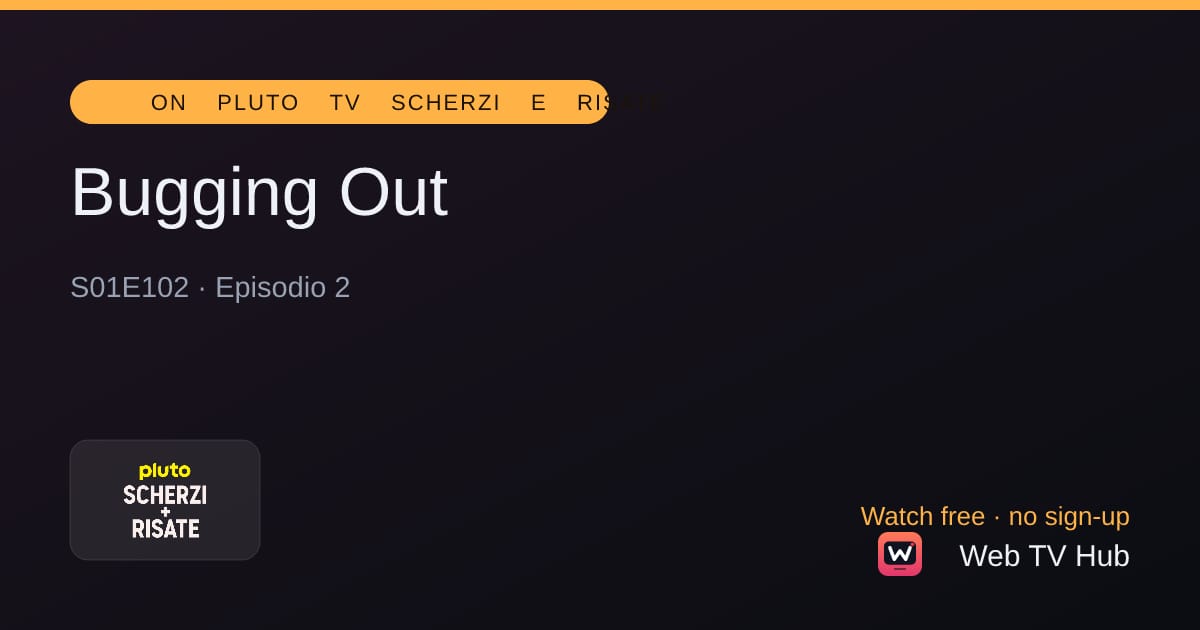 ON PLUTO TV SCHERZI E RISATE
Bugging Out
S01E102 · Episodio 2
pluto
SCHERZI
+
RISATE
Watch free · no sign-up
W
Web TV Hub